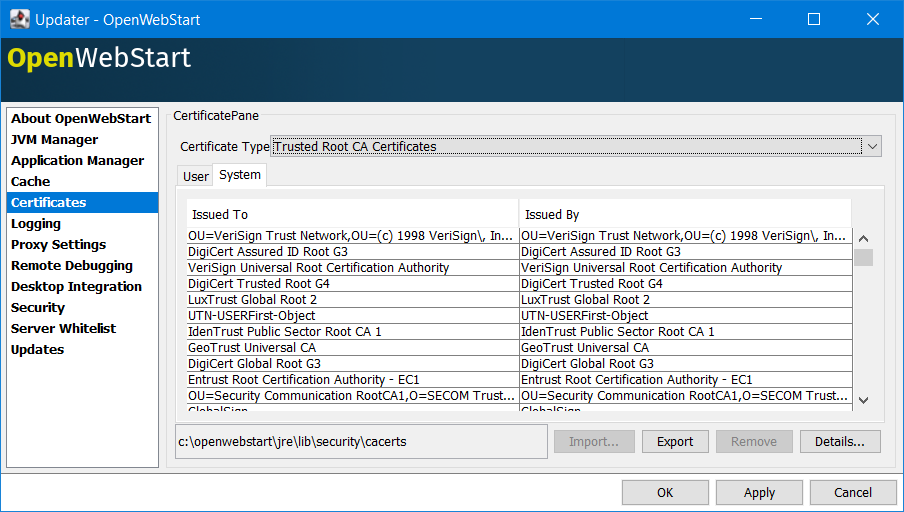 Updater - OpenWebStart
OpenWebStart
About OpenWebStart
JVM Manager
Application Manager
Cache
Certificates
Logging
Proxy Settings
Remote Debugging
Desktop Integration
Security
Server Whitelist
Updates
CertificatePane
Certificate Type Trusted Root CA Certificates
User System
Issued To Issued By
OU=VeriSign Trust Network,OU=(c) 1998 VeriSign\, In... OU=VeriSign Trust Network,OU=(c) 1998 VeriSign\, In...
DigiCert Assured ID Root G3 DigiCert Assured ID Root G3
VeriSign Universal Root Certification Authority VeriSign Universal Root Certification Authority
DigiCert Trusted Root G4 DigiCert Trusted Root G4
LuxTrust Global Root 2 LuxTrust Global Root 2
UTN-USERFirst-Object UTN-USERFirst-Object
IdenTrust Public Sector Root CA 1 IdenTrust Public Sector Root CA 1
GeoTrust Universal CA GeoTrust Universal CA
DigiCert Global Root G3 DigiCert Global Root G3
Entrust Root Certification Authority - EC1 Entrust Root Certification Authority - EC1
OU=Security Communication RootCA1,O=SECOM Trust... OU=Security Communication RootCA1,O=SECOM Trust...
GlobalSign GlobalSign
c:\openwebstart\jre\lib\security\cacerts
Import... Export Remove Details...
OK Apply Cancel